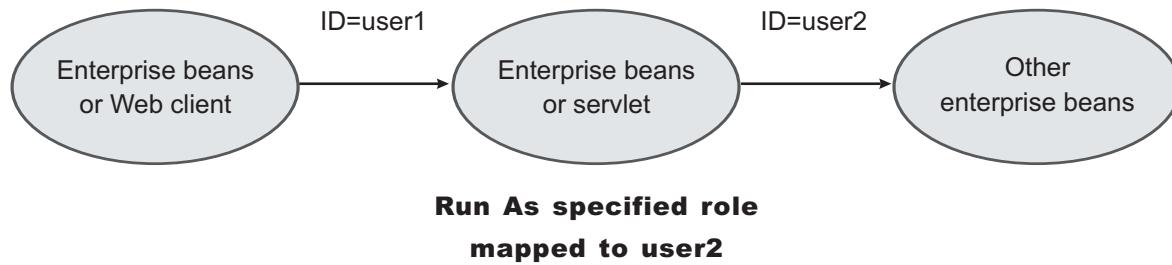 ID=user1
ID=user2
Enterprise beans
or Web client
Enterprise beans
or servlet
Other
enterprise beans
Run As specified role
mapped to user2